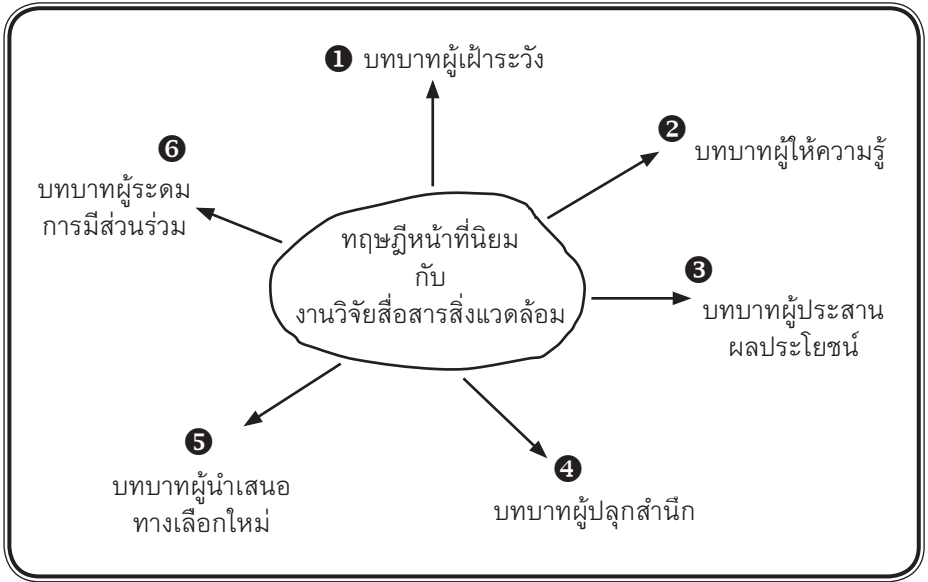 ❶ บทบาทผู้เฝ้าระวัง
❷
บทบาทผู้ให้ความรู้
❸
บทบาทผู้ประสาน
ผลประโยชน์
❹
บทบาทผู้ปลุกสำนึก
❺
บทบาทผู้นำเสนอ
ทางเลือกใหม่
❻
บทบาทผู้ระดม
การมีส่วนร่วม
ทฤษฎีหน้าที่นิยม
กับ
งานวิจัยสื่อสารสิ่งแวดล้อม